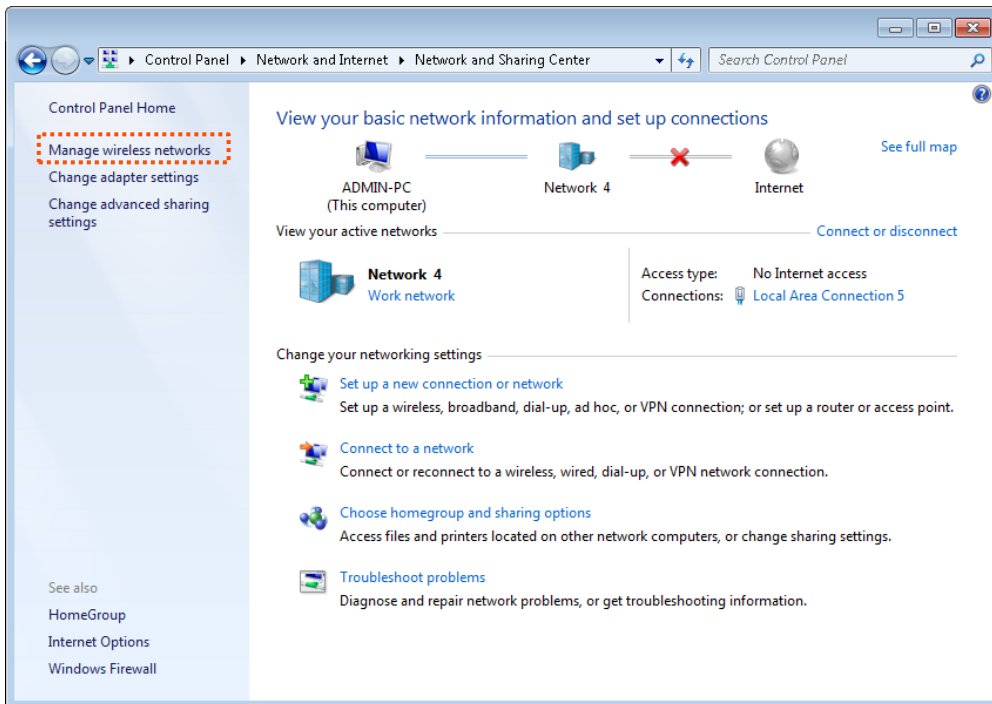 Control Panel Network and Internet Network and Sharing Center
Search Control Panel
Control Panel Home
Manage wireless networks
Change adapter settings
Change advanced sharing
settings
View your basic network information and set up connections
See full map
ADMIN-PC
(This computer)
Network 4
Internet
View your active networks
Connect or disconnect
Network 4
Work network
Access type: No Internet access
Connections: Local Area Connection 5
Change your networking settings
Set up a new connection or network
Set up a wireless, broadband, dial-up, ad hoc, or VPN connection; or set up a router or access point.
Connect to a network
Connect or reconnect to a wireless, wired, dial-up, or VPN network connection.
Choose homegroup and sharing options
Access files and printers located on other network computers, or change sharing settings.
Troubleshoot problems
Diagnose and repair network problems, or get troubleshooting information.
See also
HomeGroup
Internet Options
Windows Firewall